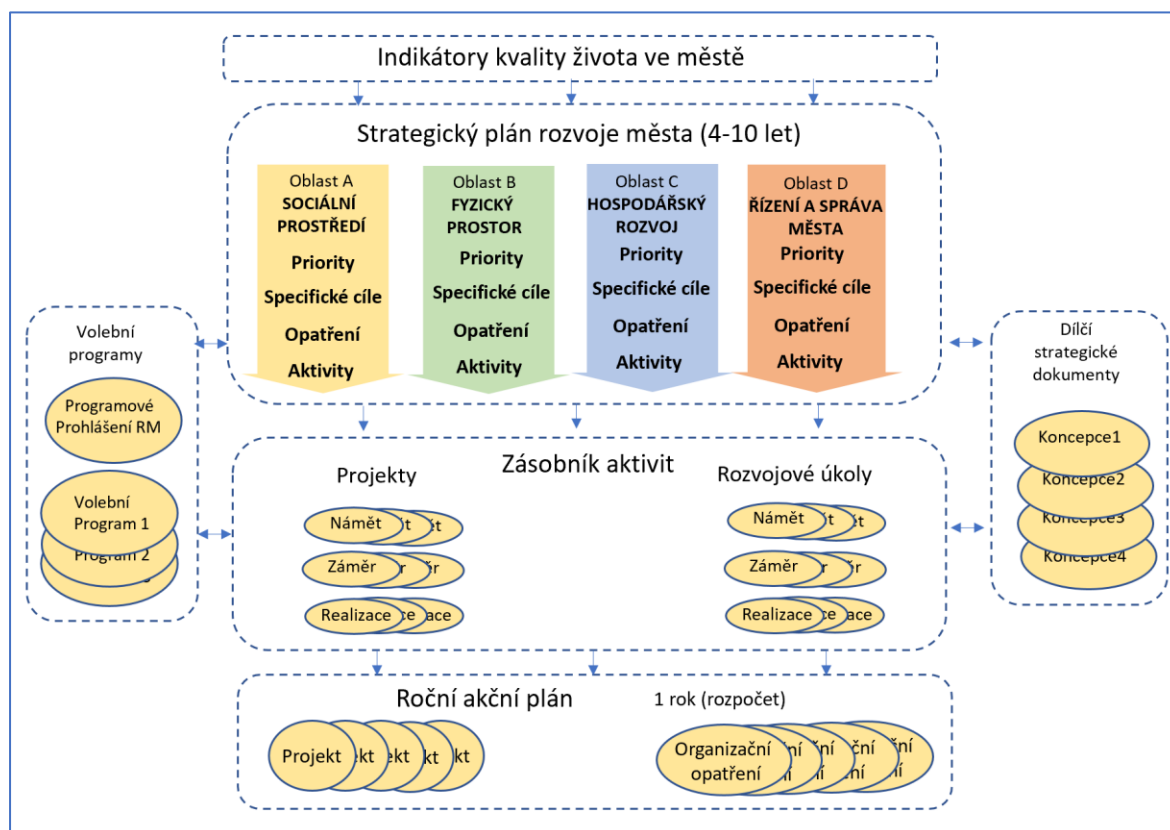 Indikátory kvality života ve městě
Strategický plán rozvoje města (4-10 let)
Oblast A
SOCIÁLNÍ
PROSTŘEDÍ
Priority
Specifické cíle
Opatření
Aktivity
Oblast B
FYZICKÝ
PROSTOR
Priority
Specifické cíle
Opatření
Aktivity
Oblast C
HOSPODÁŘSKÝ
ROZVOJ
Priority
Specifické cíle
Opatření
Aktivity
Oblast D
ŘÍZENÍ A SPRÁVA
MĚSTA
Priority
Specifické cíle
Opatření
Aktivity
Volební
programy
Programové
Prohlášení RM
Volební
Program 1
Program 2
Dílčí
strategické
dokumenty
Koncepce1
Koncepce2
Koncepce3
Koncepce4
Zásobník aktivit
Projekty
Námět
Záměr
Realizace
Rozvojové úkoly
Námět
Záměr
Realizace
Roční akční plán
1 rok (rozpočet)
Projekt
Organizační
opatření